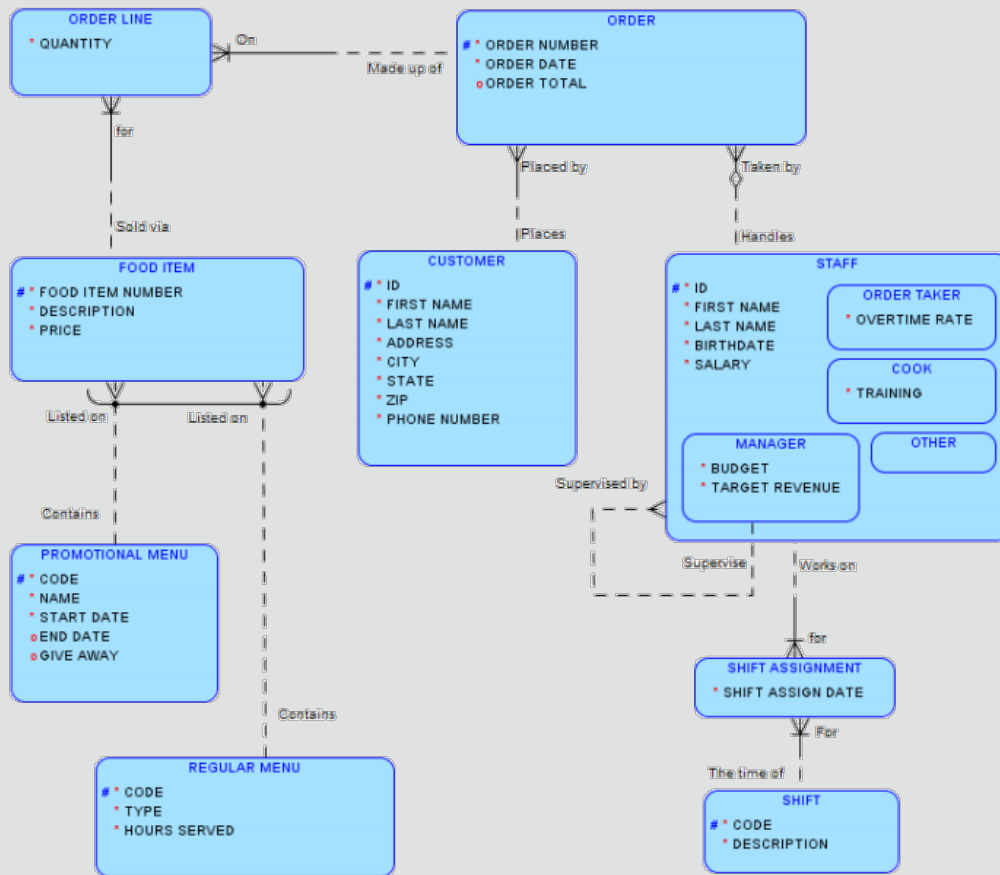 ORDER LINE
* QUANTITY
On
Made up of
ORDER
# * ORDER NUMBER
* ORDER DATE
o ORDER TOTAL
for
Sold via
Placed by
Places
Taken by
Handles
FOOD ITEM
# * FOOD ITEM NUMBER
* DESCRIPTION
* PRICE
CUSTOMER
# * ID
* FIRST NAME
* LAST NAME
* ADDRESS
* CITY
* STATE
* ZIP
* PHONE NUMBER
STAFF
# * ID
* FIRST NAME
* LAST NAME
* BIRTHDATE
* SALARY
ORDER TAKER
* OVERTIME RATE
COOK
* TRAINING
OTHER
MANAGER
* BUDGET
* TARGET REVENUE
Listed on
Listed on
Contains
Supervised by
Supervise
Works on
PROMOTIONAL MENU
# * CODE
* NAME
* START DATE
o END DATE
o GIVE AWAY
for
SHIFT ASSIGNMENT
* SHIFT ASSIGN DATE
Contains
For
The time of
REGULAR MENU
# * CODE
* TYPE
* HOURS SERVED
SHIFT
# * CODE
* DESCRIPTION